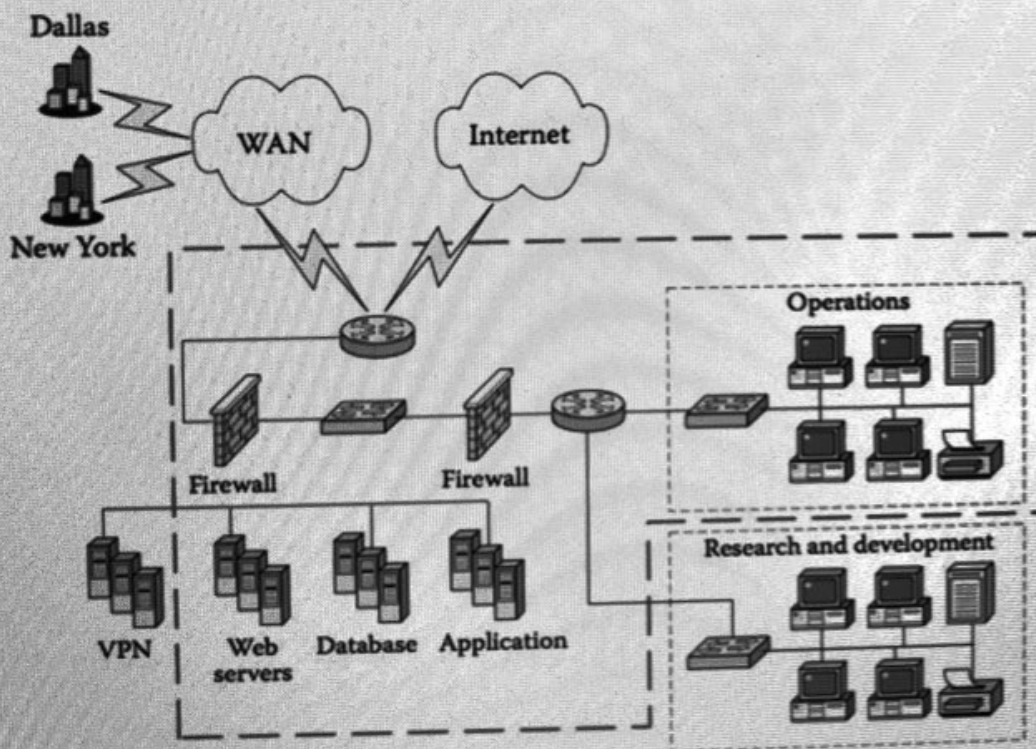 Dallas
WAN
Internet
New York
Operations
Firewall
Firewall
Research and development
VPN
Web
servers
Database
Application